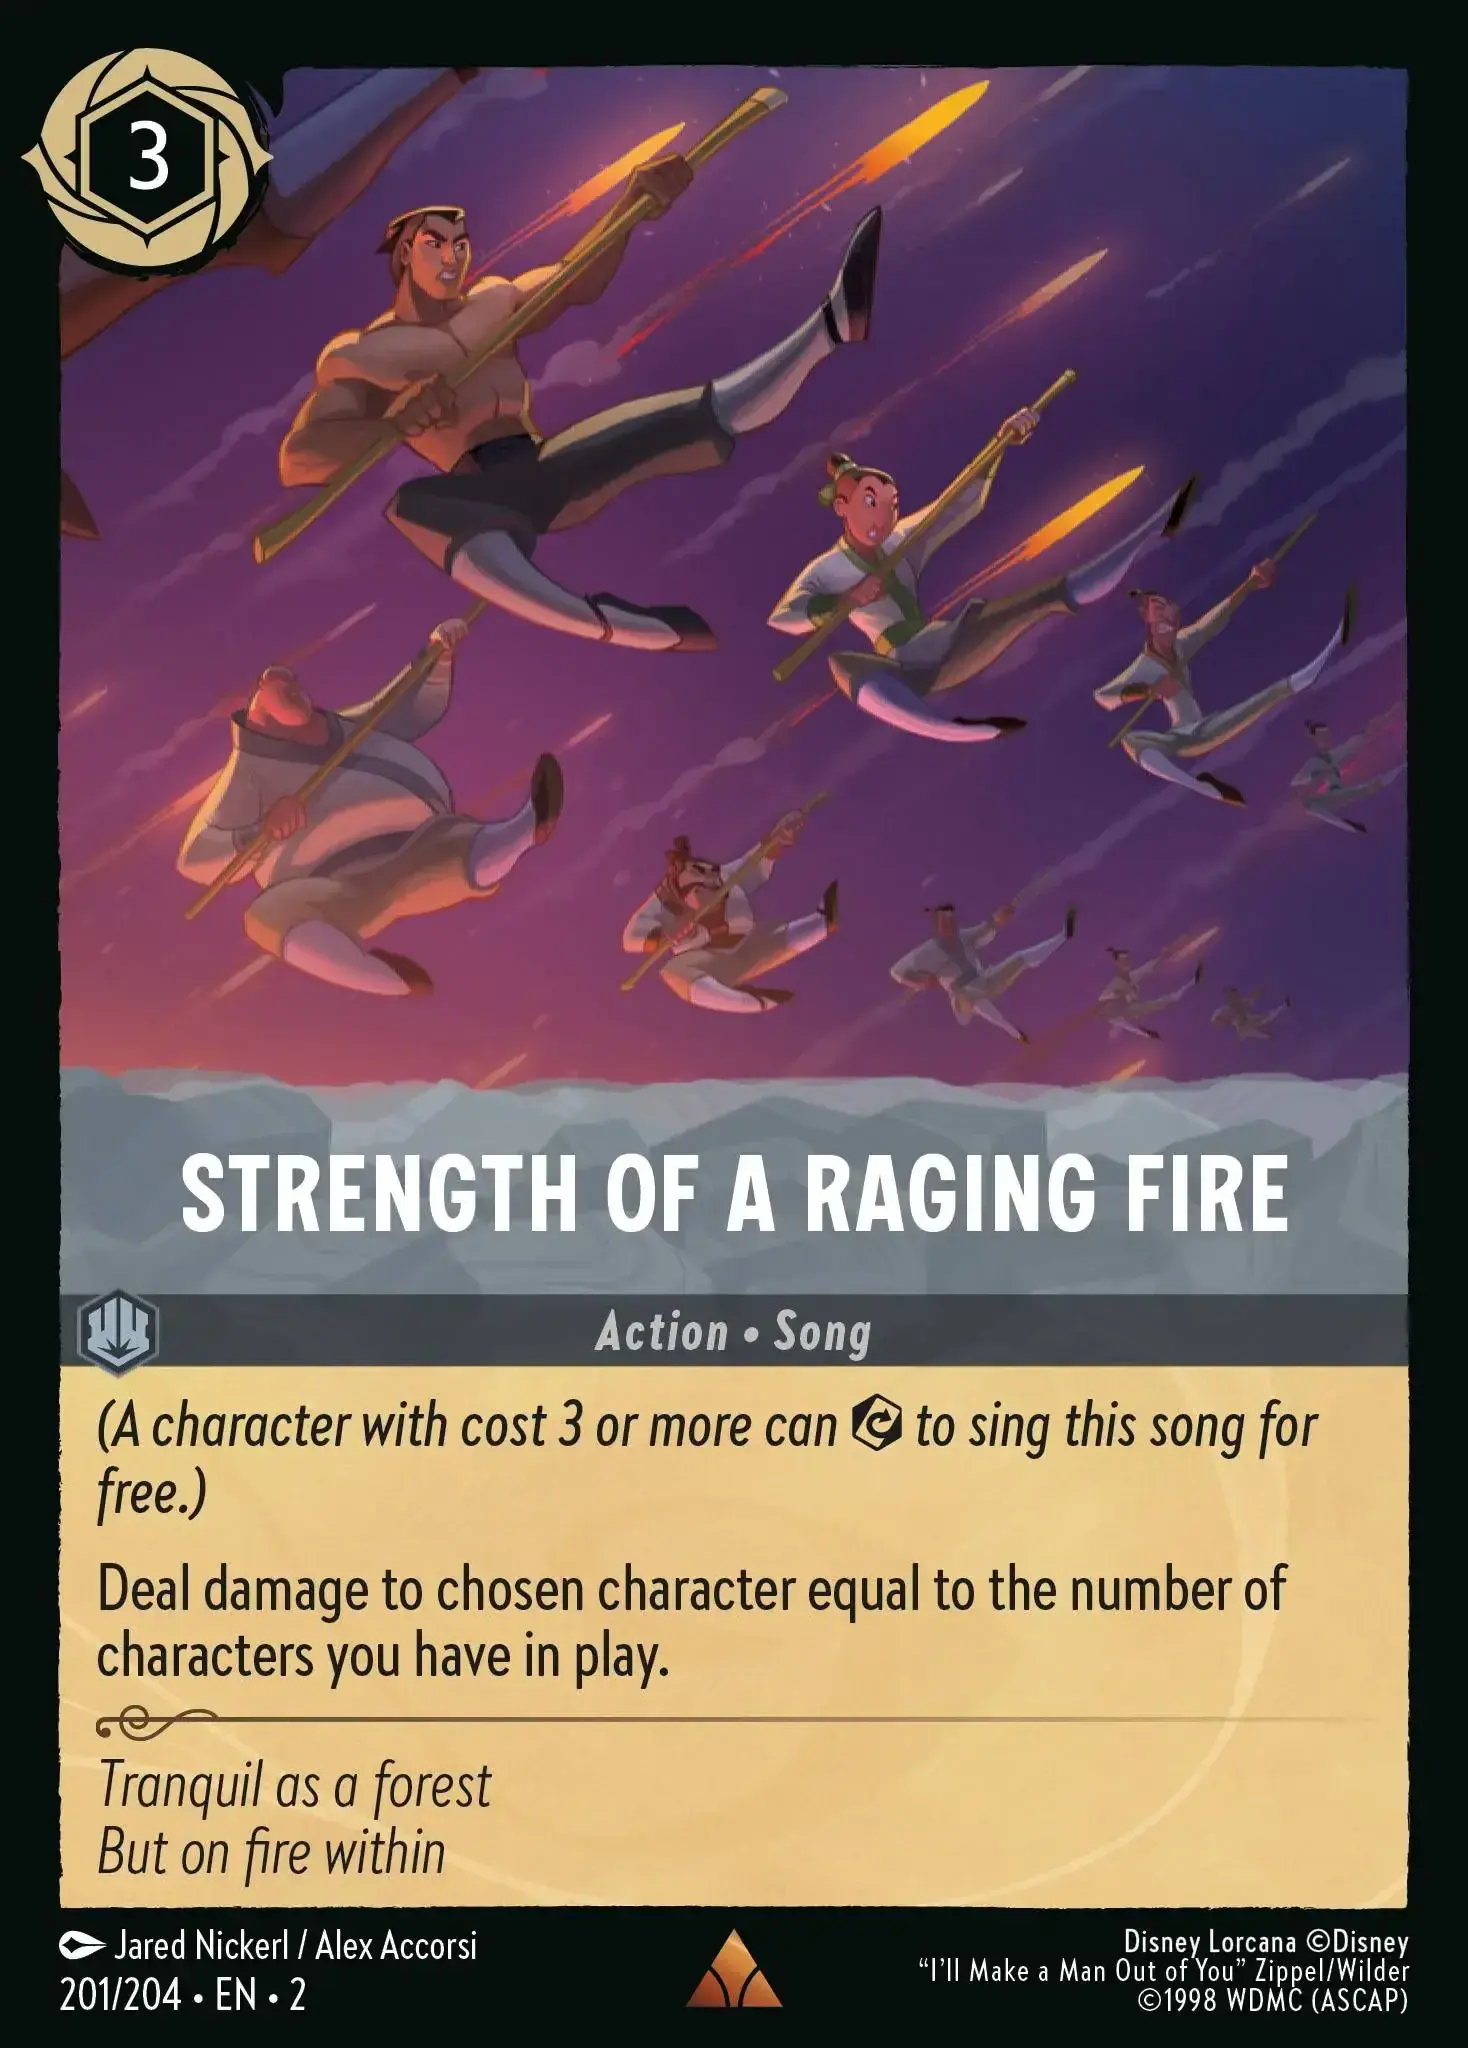 3
STRENGTH OF A RAGING FIRE
Action • Song
(A character with cost 3 or more can to sing this song for
free.)
Deal damage to chosen character equal to the number of
characters you have in play.
Tranquil as a forest
But on fire within
Jared Nickerl / Alex Accorsi
201/204 • EN • 2
Disney Lorcana ©Disney
“I’ll Make a Man Out of You” Zippel/Wilder
©1998 WDMC (ASCAP)